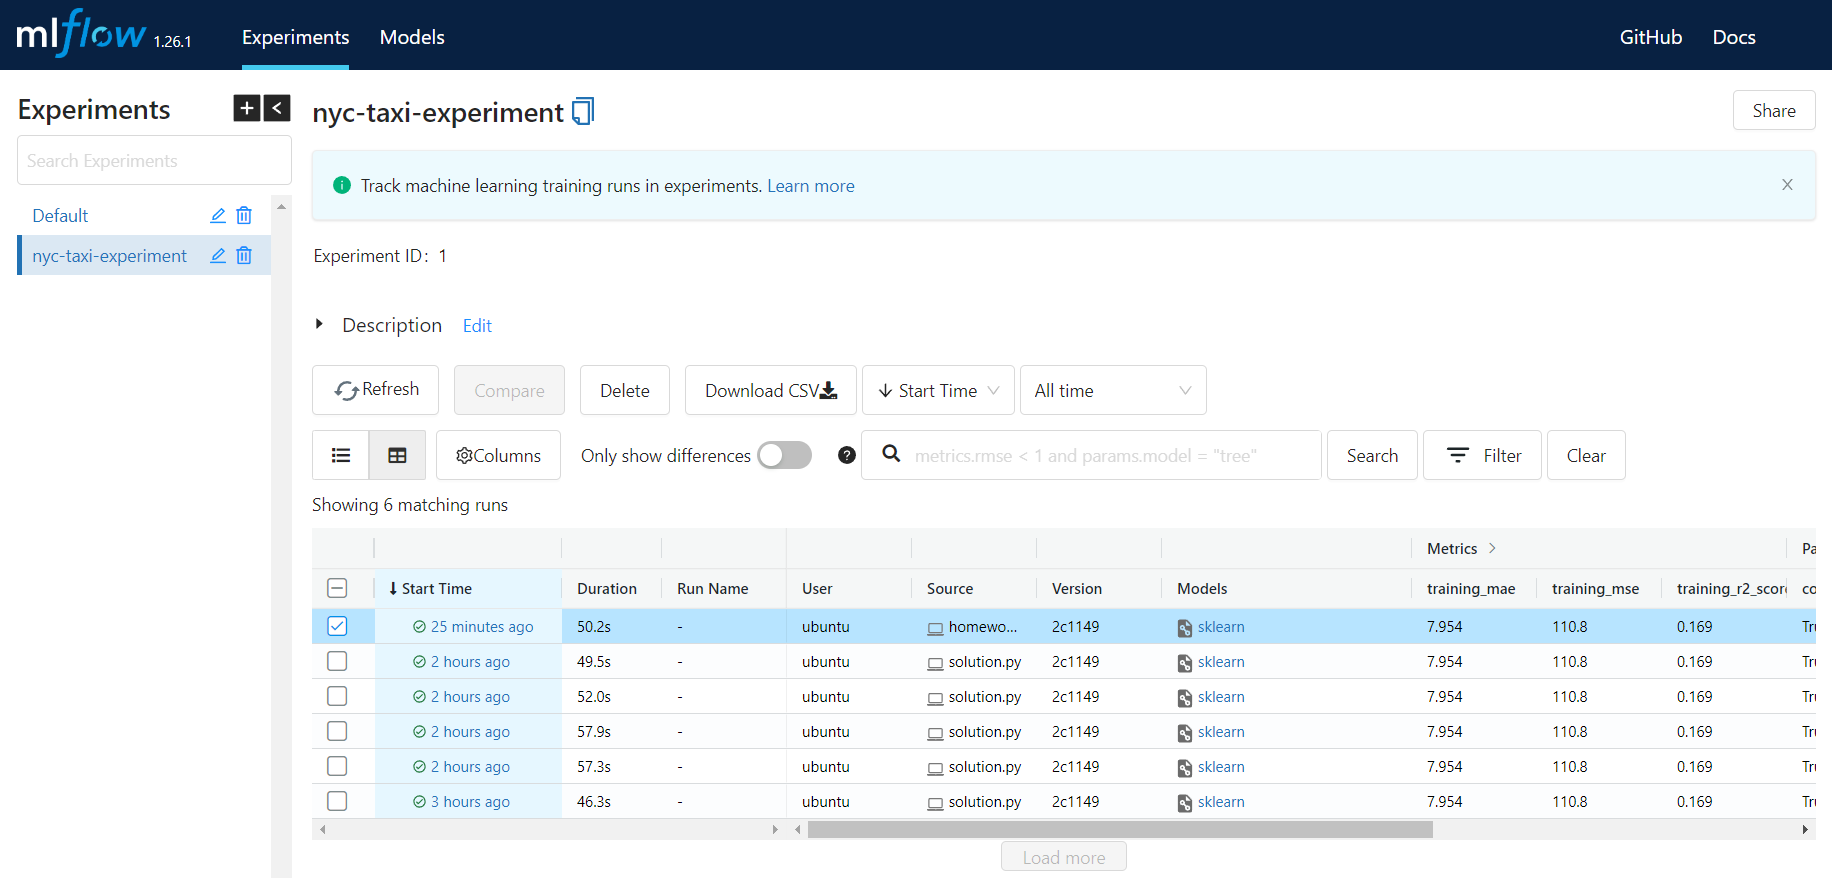 mlflow 1.26.1 Experiments Models GitHub Docs
Experiments
Search Experiments
Default
nyc-taxi-experiment
nyc-taxi-experiment Share
Track machine learning training runs in experiments. Learn more
Experiment ID: 1
Description Edit
Refresh Compare Delete Download CSV Start Time All time
Columns Only show differences metrics.rmse < 1 and params.model = "tree" Search Filter Clear
Showing 6 matching runs
Metrics Pa
Start Time Duration Run Name User Source Version Models training_mae training_mse training_r2_scor co
25 minutes ago 50.2s - ubuntu homewo... 2c1149 sklearn 7.954 110.8 0.169 Tru
2 hours ago 49.5s - ubuntu solution.py 2c1149 sklearn 7.954 110.8 0.169 Tru
2 hours ago 52.0s - ubuntu solution.py 2c1149 sklearn 7.954 110.8 0.169 Tru
2 hours ago 57.9s - ubuntu solution.py 2c1149 sklearn 7.954 110.8 0.169 Tru
2 hours ago 57.3s - ubuntu solution.py 2c1149 sklearn 7.954 110.8 0.169 Tru
3 hours ago 46.3s - ubuntu solution.py 2c1149 sklearn 7.954 110.8 0.169 Tru
Load more